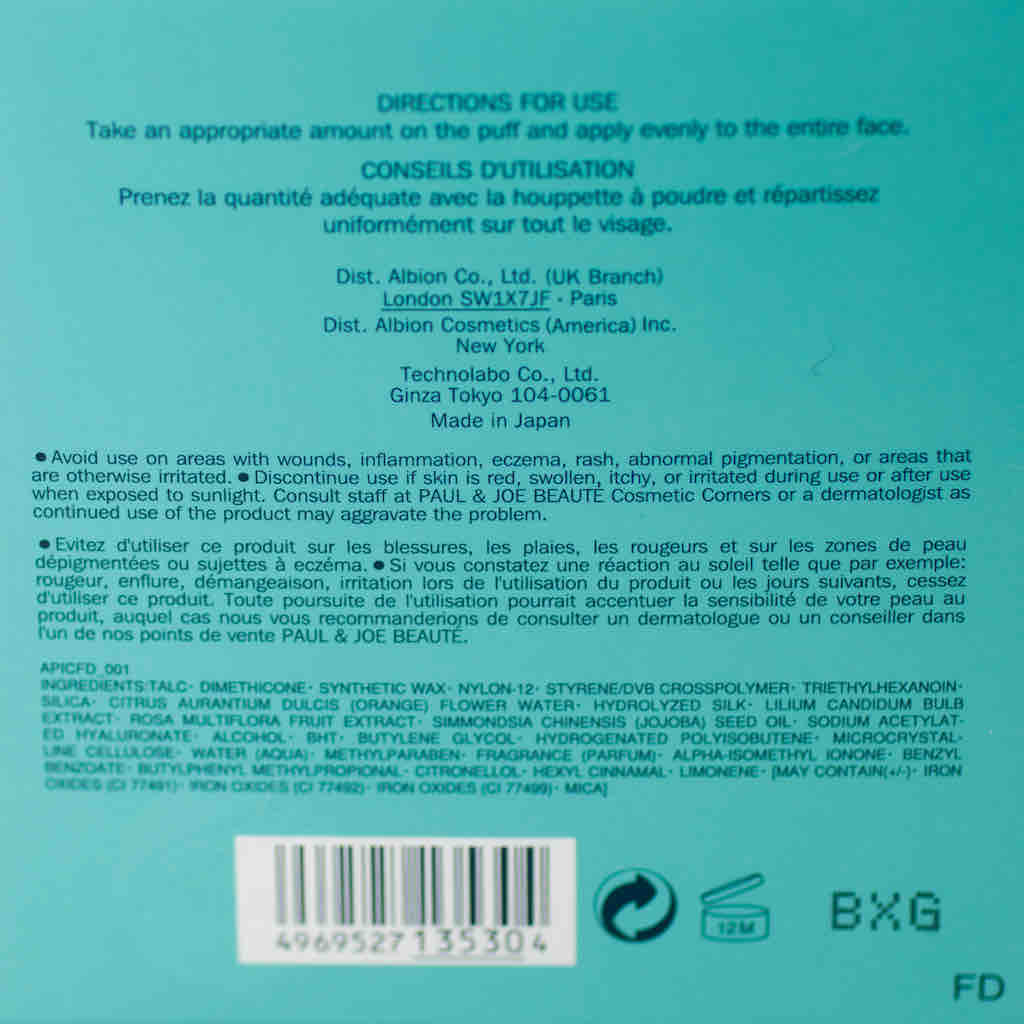 DIRECTIONS FOR USE
Take an appropriate amount on the puff and apply evenly to the entire face.
CONSEILS D'UTILISATION
Prenez la quantité adéquate avec la houppette à poudre et répartissez
uniformément sur tout le visage.
Dist. Albion Co., Ltd. (UK Branch)
London SW1X7JF · Paris
Dist. Albion Cosmetics (America) Inc.
New York
Technolabo Co., Ltd.
Ginza Tokyo 104-0061
Made in Japan
● Avoid use on areas with wounds, inflammation, eczema, rash, abnormal pigmentation, or areas that
are otherwise irritated. ● Discontinue use if skin is red, swollen, itchy, or irritated during use or after use
when exposed to sunlight. Consult staff at PAUL & JOE BEAUTE Cosmetic Corners or a dermatologist as
continued use of the product may aggravate the problem.
● Evitez d'utiliser ce produit sur les blessures, les plaies, les rougeurs et sur les zones de peau
dépigmentées ou sujettes à eczéma. ● Si vous constatez une réaction au soleil telle que par exemple:
rougeur, enflure, démangeaison, irritation lors de l'utilisation du produit ou les jours suivants, cessez
d'utiliser ce produit. Toute poursuite de l'utilisation pourrait accentuer la sensibilité de votre peau au
produit, auquel cas nous vous recommanderions de consulter un dermatologue ou un conseiller dans
l'un de nos points de vente PAUL & JOE BEAUTÉ.
APICFD_001
INGREDIENTS:TALC· DIMETHICONE· SYNTHETIC WAX· NYLON-12· STYRENE/DVB CROSSPOLYMER· TRIETHYLHEXANOIN·
SILICA· CITRUS AURANTIUM DULCIS (ORANGE) FLOWER WATER· HYDROLYZED SILK· LILIUM CANDIDUM BULB
EXTRACT· ROSA MULTIFLORA FRUIT EXTRACT· SIMMONDSIA CHINENSIS (JOJOBA) SEED OIL· SODIUM ACETYLAT-
ED HYALURONATE· ALCOHOL· BHT· BUTYLENE GLYCOL· HYDROGENATED POLYISOBUTENE· MICROCRYSTAL-
LINE CELLULOSE· WATER (AQUA)· METHYLPARABEN· FRAGRANCE (PARFUM)· ALPHA-ISOMETHYL IONONE· BENZYL
BENZOATE· BUTYLPHENYL METHYLPROPIONAL· CITRONELLOL· HEXYL CINNAMAL· LIMONENE· [MAY CONTAIN(+/-)· IRON
OXIDES (CI 77491)· IRON OXIDES (CI 77492)· IRON OXIDES (CI 77499)· MICA]
4969527135304
12M
BXG
FD